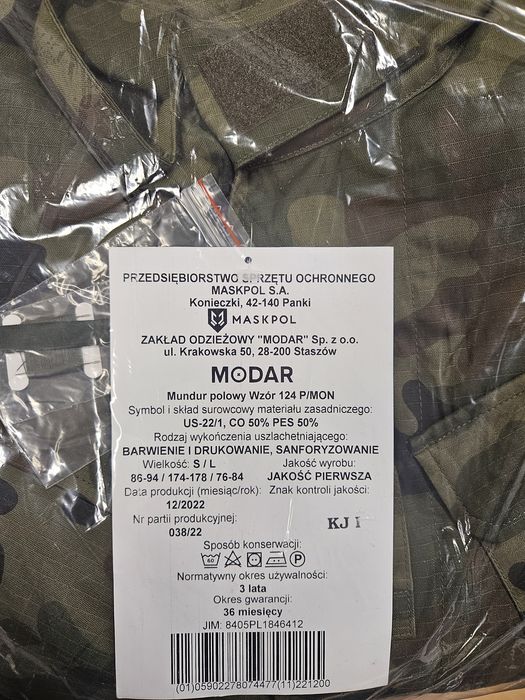 PRZEDSIĘBIORSTWO SPRZĘTU OCHRONNEGO
MASKPOL S.A.
Konieczki, 42-140 Panki
MASKPOL
ZAKŁAD ODZIEŻOWY "MODAR" Sp. z o.o.
ul. Krakowska 50, 28-200 Staszów
MODAR
Mundur polowy Wzór 124 P/MON
Symbol i skład surowcowy materiału zasadniczego:
US-22/1, CO 50% PES 50%
Rodzaj wykończenia uszlachetniającego:
BARWIENIE I DRUKOWANIE, SANFORYZOWANIE
Wielkość: S / L Jakość wyrobu:
86-94 / 174-178 / 76-84 JAKOŚĆ PIERWSZA
Data produkcji (miesiąc/rok): Znak kontroli jakości:
12/2022
Nr partii produkcyjnej: KJ 1
038/22
Sposób konserwacji:
60 P
Normatywny okres używalności:
3 lata
Okres gwarancji:
36 miesięcy
JIM: 8405PL1846412
(01)05902278074477(11)221200